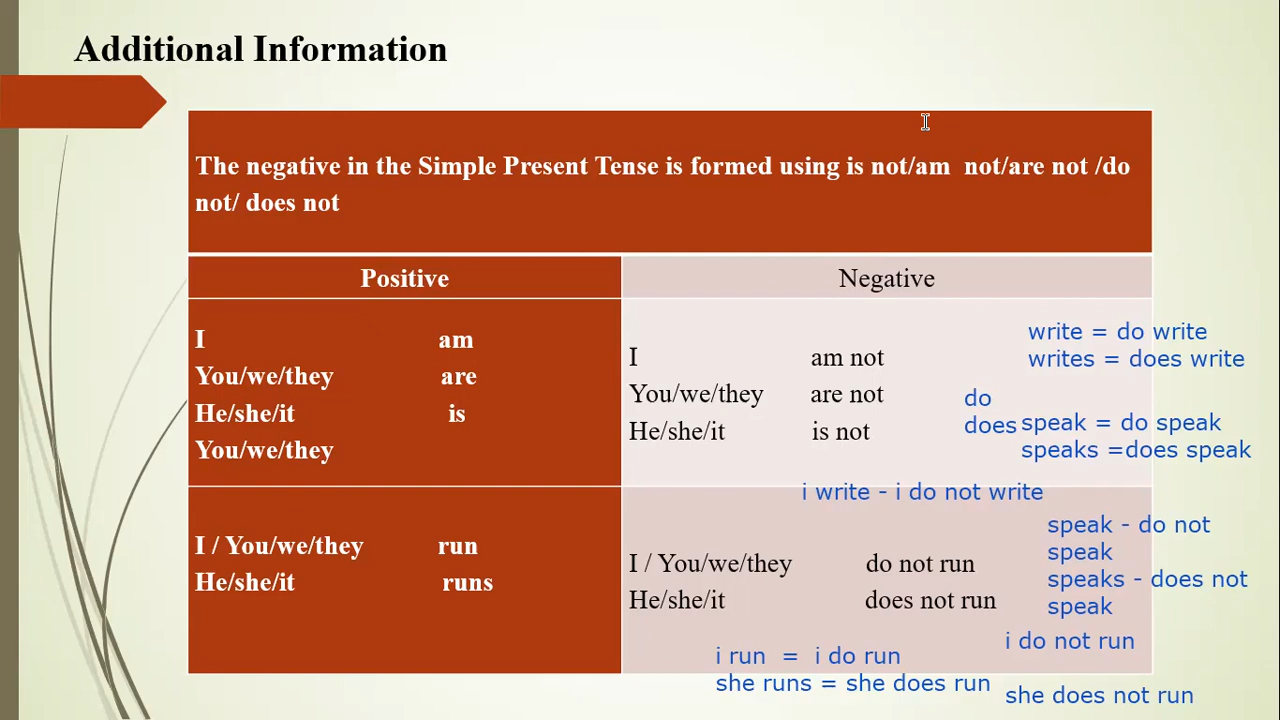 Additional Information
The negative in the Simple Present Tense is formed using is not/am  not/are not /do
not/ does not
Positive
Negative
I am
You/we/they are
He/she/it is
You/we/they
I am not
You/we/they are not
He/she/it is not
write = do write
writes = does write
do
does
speak = do speak
speaks =does speak
i write - i do not write
I / You/we/they run
He/she/it runs
I / You/we/they do not run
He/she/it does not run
speak - do not
speak
speaks - does not
speak
i do not run
i run  =  i do run
she runs = she does run
she does not run